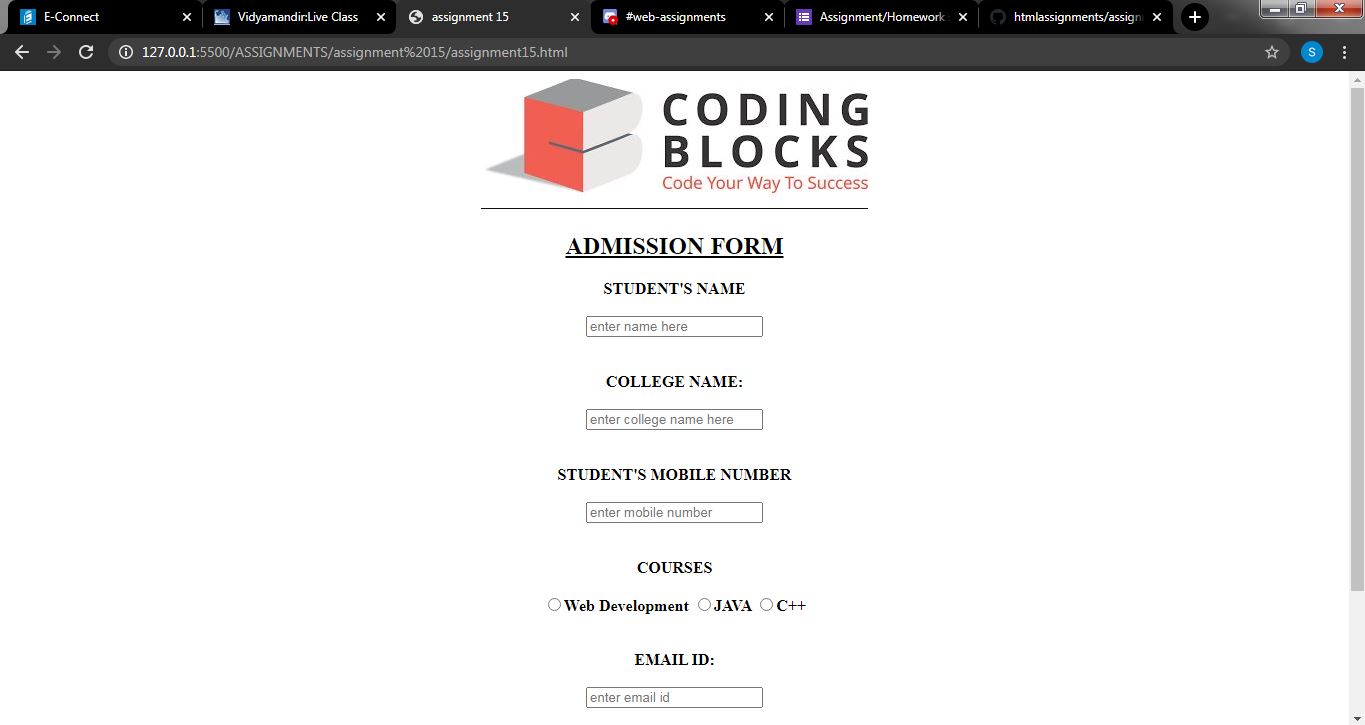 E-Connect Vidyamandir:Live Class assignment 15 #web-assignments Assignment/Homework htmlassignments/assign
127.0.0.1:5500/ASSIGNMENTS/assignment%2015/assignment15.html S
CODING
BLOCKS
Code Your Way To Success
ADMISSION FORM
STUDENT'S NAME
enter name here
COLLEGE NAME:
enter college name here
STUDENT'S MOBILE NUMBER
enter mobile number
COURSES
Web Development JAVA C++
EMAIL ID:
enter email id